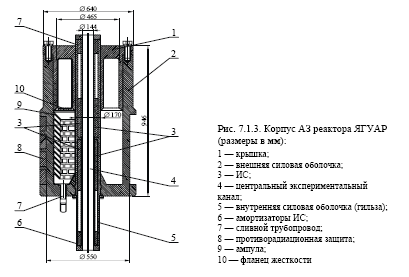 Ø 640
Ø 465
Ø 144
7
1
9
2
10
Ø 170
3
3
946
8
4
7
6
5
Ø 550
Рис. 7.1.3. Корпус АЗ реактора ЯГУАР
(размеры в мм):
1 — крышка;
2 — внешняя силовая оболочка;
3 — ИС;
4 — центральный экспериментальный
канал;
5 — внутренняя силовая оболочка (гильза);
6 — амортизаторы ИС;
7 — сливной трубопровод;
8 — противорадиационная защита;
9 — ампула;
10 — фланец жесткости